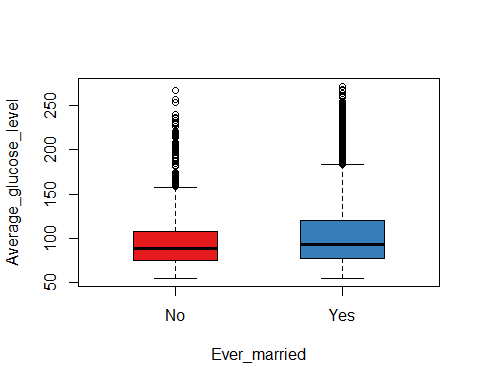 Average_glucose_level
250
200
150
100
50
No Yes
Ever_married